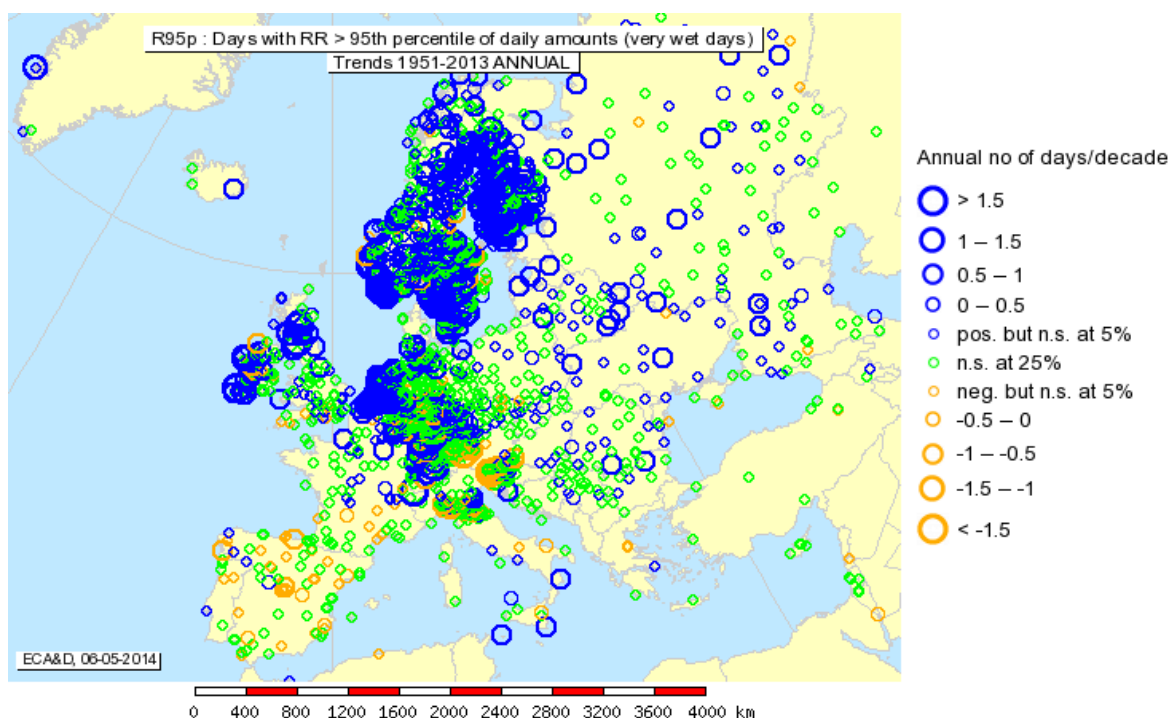 R95p : Days with RR > 95th percentile of daily amounts (very wet days)
Trends 1951-2013 ANNUAL
Annual no of days/decade
> 1.5
1 – 1.5
0.5 – 1
0 – 0.5
pos. but n.s. at 5%
n.s. at 25%
neg. but n.s. at 5%
-0.5 – 0
-1 – -0.5
-1.5 – -1
< -1.5
ECA&D, 06-05-2014
0 400 800 1200 1600 2000 2400 2800 3200 3600 4000 km